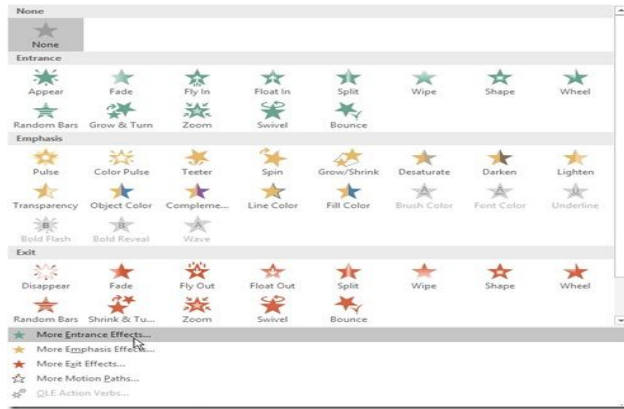 None
None
Entrance
Appear Fade Fly In Float In Split Wipe Shape Wheel
Random Bars Grow & Turn Zoom Swivel Bounce
Emphasis
Pulse Color Pulse Teeter Spin Grow/Shrink Desaturate Darken Lighten
Transparency Object Color Compleme... Line Color Fill Color Brush Color Font Color Underline
Bold Flash Bold Reveal Wave
Exit
Disappear Fade Fly Out Float Out Split Wipe Shape Wheel
Random Bars Shrink & Tu... Zoom Swivel Bounce
More Entrance Effects...
More Emphasis Effects...
More Exit Effects...
More Motion Paths...
OLE Action Verbs...